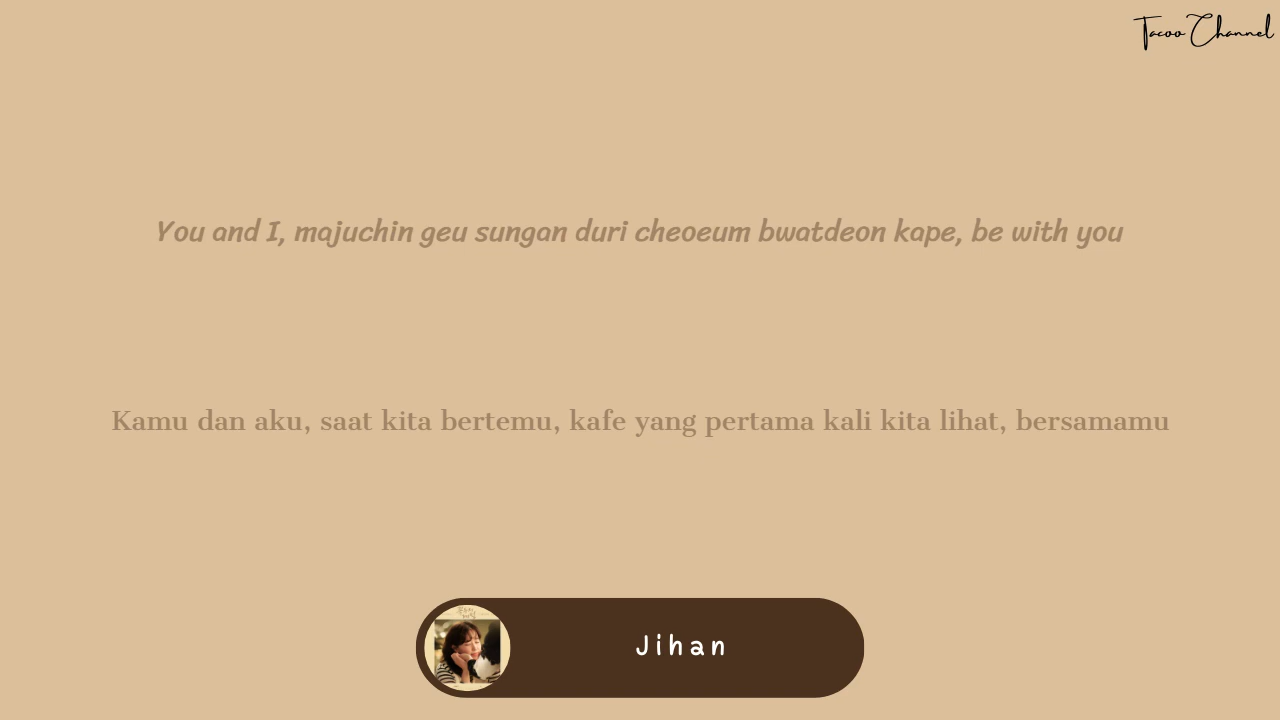 Tacoo Channel
You and I, majuchin geu sungan duri cheoeum bwatdeon kape, be with you
Kamu dan aku, saat kita bertemu, kafe yang pertama kali kita lihat, bersamamu
Jihan